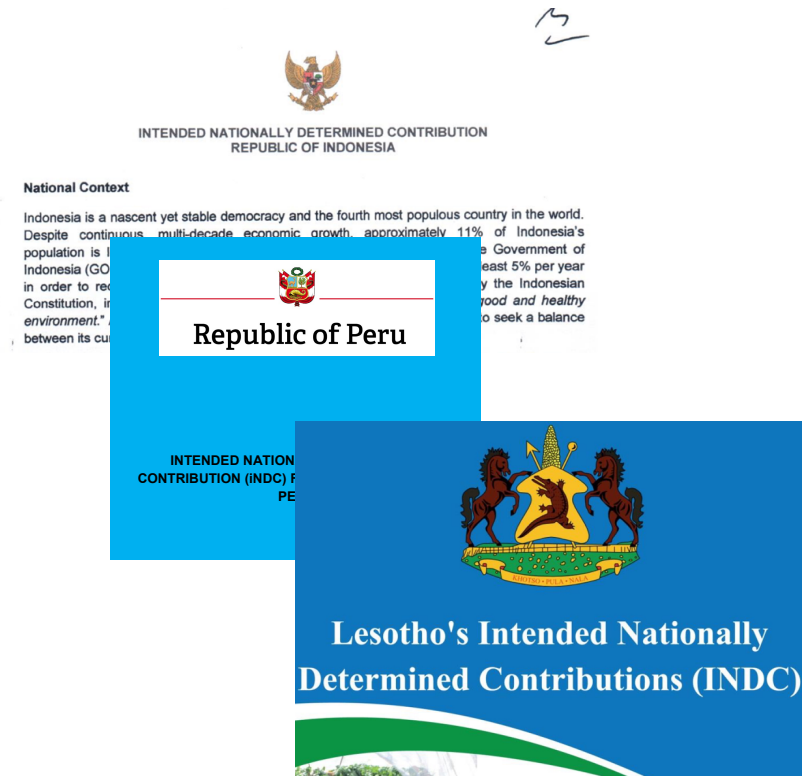 INTENDED NATIONALLY DETERMINED CONTRIBUTION
REPUBLIC OF INDONESIA
National Context
Indonesia is a nascent yet stable democracy and the fourth most populous country in the world.
Despite continuous, multi-decade economic growth, approximately 11% of Indonesia's
population is Government of
Indonesia (GO east 5% per year
in order to y the Indonesian
Constitution, good and healthy
environment." to seek a balance
between its
Republic of Peru
INTENDED NATION
CONTRIBUTION (iNDC)
PE
KHOTSO • PULA • NALA
Lesotho's Intended Nationally
Determined Contributions (INDC)